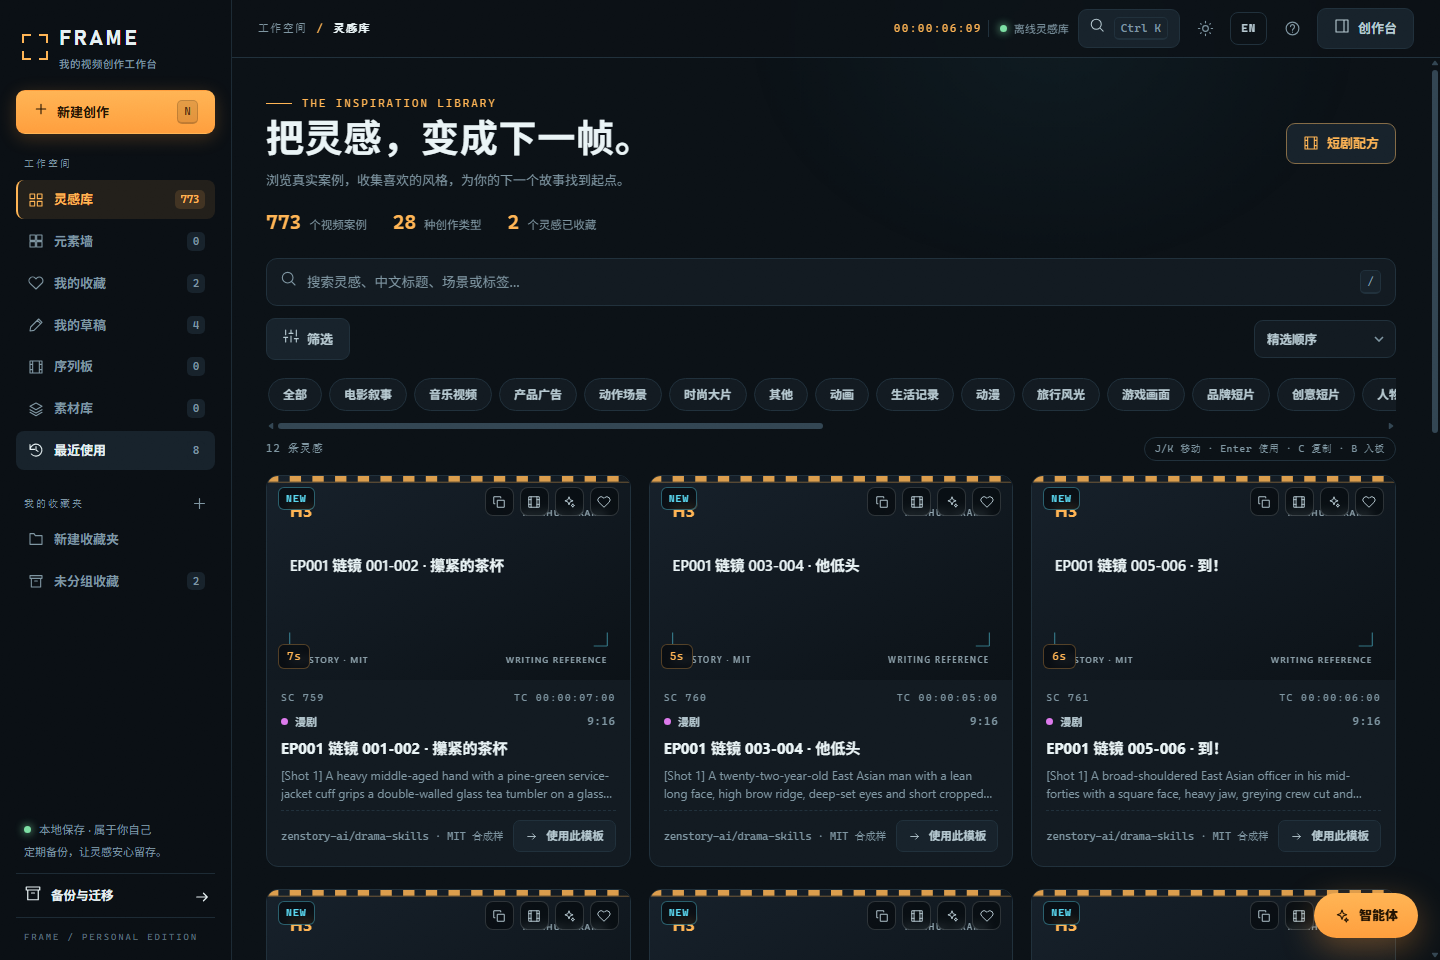 FRAME
我的视频创作工作台
新建创作 N
工作空间
灵感库 773
元素墙 0
我的收藏 2
我的草稿 4
序列板 0
素材库 0
最近使用 8
我的收藏夹
新建收藏夹
未分组收藏 2
本地保存 · 属于你自己
定期备份，让灵感安心留存。
备份与迁移
FRAME / PERSONAL EDITION
工作空间 / 灵感库
00:00:06:09
离线灵感库
Ctrl K
EN
创作台
THE INSPIRATION LIBRARY
把灵感，变成下一帧。
浏览真实案例，收集喜欢的风格，为你的下一个故事找到起点。
短剧配方
773 个视频案例 28 种创作类型 2 个灵感已收藏
搜索灵感、中文标题、场景或标签... /
筛选
精选顺序
全部 电影叙事 音乐视频 产品广告 动作场景 时尚大片 其他 动画 生活记录 动漫 旅行风光 游戏画面 品牌短片 创意短片 人物
12 条灵感
J/K 移动 · Enter 使用 · C 复制 · B 入板
NEW
H3
EP001 链镜 001-002 · 攥紧的茶杯
7s
STORY · MIT
WRITING REFERENCE
SC 759
TC 00:00:07:00
漫剧
9:16
EP001 链镜 001-002 · 攥紧的茶杯
[Shot 1] A heavy middle-aged hand with a pine-green service-
jacket cuff grips a double-walled glass tea tumbler on a glass...
zenstory-ai/drama-skills · MIT 合成样
使用此模板
NEW
H3
EP001 链镜 003-004 · 他低头
5s
STORY · MIT
WRITING REFERENCE
SC 760
TC 00:00:05:00
漫剧
9:16
EP001 链镜 003-004 · 他低头
[Shot 1] A twenty-two-year-old East Asian man with a lean
long face, high brow ridge, deep-set eyes and short cropped...
zenstory-ai/drama-skills · MIT 合成样
使用此模板
NEW
H3
EP001 链镜 005-006 · 到！
6s
STORY · MIT
WRITING REFERENCE
SC 761
TC 00:00:06:00
漫剧
9:16
EP001 链镜 005-006 · 到！
[Shot 1] A broad-shouldered East Asian officer in his mid-
forties with a square face, heavy jaw, greying crew cut and...
zenstory-ai/drama-skills · MIT 合成样
使用此模板
NEW
H3
NEW
H3
NEW
H3
智能体